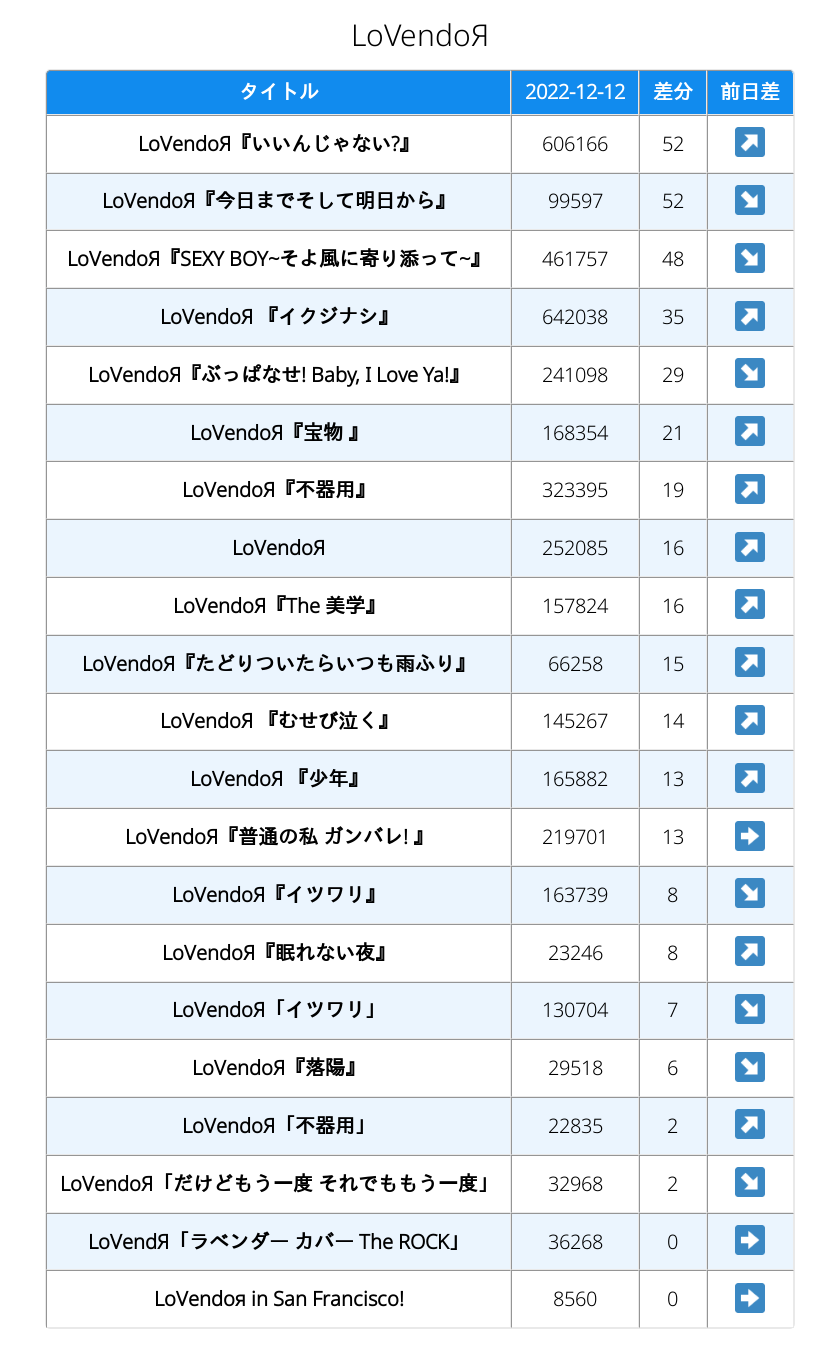 LoVendoЯ
タイトル 2022-12-12 差分 前日差
LoVendoЯ『いいんじゃない?』 606166 52 ↗
LoVendoЯ『今日までそして明日から』 99597 52 ↘
LoVendoЯ『SEXY BOY~そよ風に寄り添って~』 461757 48 ↘
LoVendoЯ 『イクジナシ』 642038 35 ↗
LoVendoЯ『ぶっぱなせ! Baby, I Love Ya!』 241098 29 ↘
LoVendoЯ『宝物 』 168354 21 ↗
LoVendoЯ『不器用』 323395 19 ↗
LoVendoЯ 252085 16 ↗
LoVendoЯ『The 美学』 157824 16 ↗
LoVendoЯ『たどりついたらいつも雨ふり』 66258 15 ↗
LoVendoЯ 『むせび泣く』 145267 14 ↗
LoVendoЯ 『少年』 165882 13 ↗
LoVendoЯ『普通の私 ガンバレ! 』 219701 13 ➡
LoVendoЯ『イツワリ』 163739 8 ↘
LoVendoЯ『眠れない夜』 23246 8 ↗
LoVendoЯ「イツワリ」 130704 7 ↘
LoVendoЯ『落陽』 29518 6 ↘
LoVendoЯ「不器用」 22835 2 ↗
LoVendoЯ「だけどもう一度 それでももう一度」 32968 2 ↘
LoVendЯ「ラベンダー カバー The ROCK」 36268 0 ➡
LoVendoя in San Francisco! 8560 0 ➡